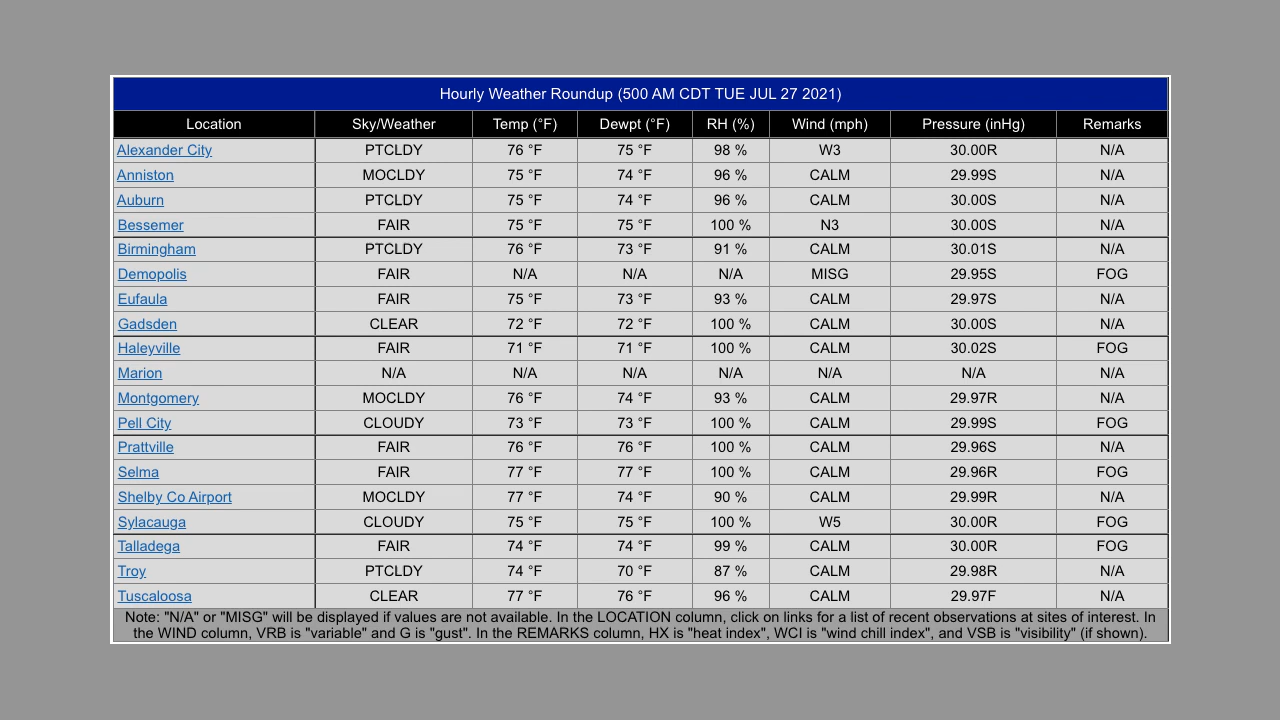 Hourly Weather Roundup (500 AM CDT TUE JUL 27 2021)
Location Sky/Weather Temp (°F) Dewpt (°F) RH (%) Wind (mph) Pressure (inHg) Remarks
Alexander City PTCLDY 76 °F 75 °F 98 % W3 30.00R N/A
Anniston MOCLDY 75 °F 74 °F 96 % CALM 29.99S N/A
Auburn PTCLDY 75 °F 74 °F 96 % CALM 30.00S N/A
Bessemer FAIR 75 °F 75 °F 100 % N3 30.00S N/A
Birmingham PTCLDY 76 °F 73 °F 91 % CALM 30.01S N/A
Demopolis FAIR N/A N/A N/A MISG 29.95S FOG
Eufaula FAIR 75 °F 73 °F 93 % CALM 29.97S N/A
Gadsden CLEAR 72 °F 72 °F 100 % CALM 30.00S N/A
Haleyville FAIR 71 °F 71 °F 100 % CALM 30.02S FOG
Marion N/A N/A N/A N/A N/A N/A N/A
Montgomery MOCLDY 76 °F 74 °F 93 % CALM 29.97R N/A
Pell City CLOUDY 73 °F 73 °F 100 % CALM 29.99S FOG
Prattville FAIR 76 °F 76 °F 100 % CALM 29.96S N/A
Selma FAIR 77 °F 77 °F 100 % CALM 29.96R FOG
Shelby Co Airport MOCLDY 77 °F 74 °F 90 % CALM 29.99R N/A
Sylacauga CLOUDY 75 °F 75 °F 100 % W5 30.00R FOG
Talladega FAIR 74 °F 74 °F 99 % CALM 30.00R FOG
Troy PTCLDY 74 °F 70 °F 87 % CALM 29.98R N/A
Tuscaloosa CLEAR 77 °F 76 °F 96 % CALM 29.97F N/A
Note: "N/A" or "MISG" will be displayed if values are not available. In the LOCATION column, click on links for a list of recent observations at sites of interest. In
the WIND column, VRB is "variable" and G is "gust". In the REMARKS column, HX is "heat index", WCI is "wind chill index", and VSB is "visibility" (if shown).